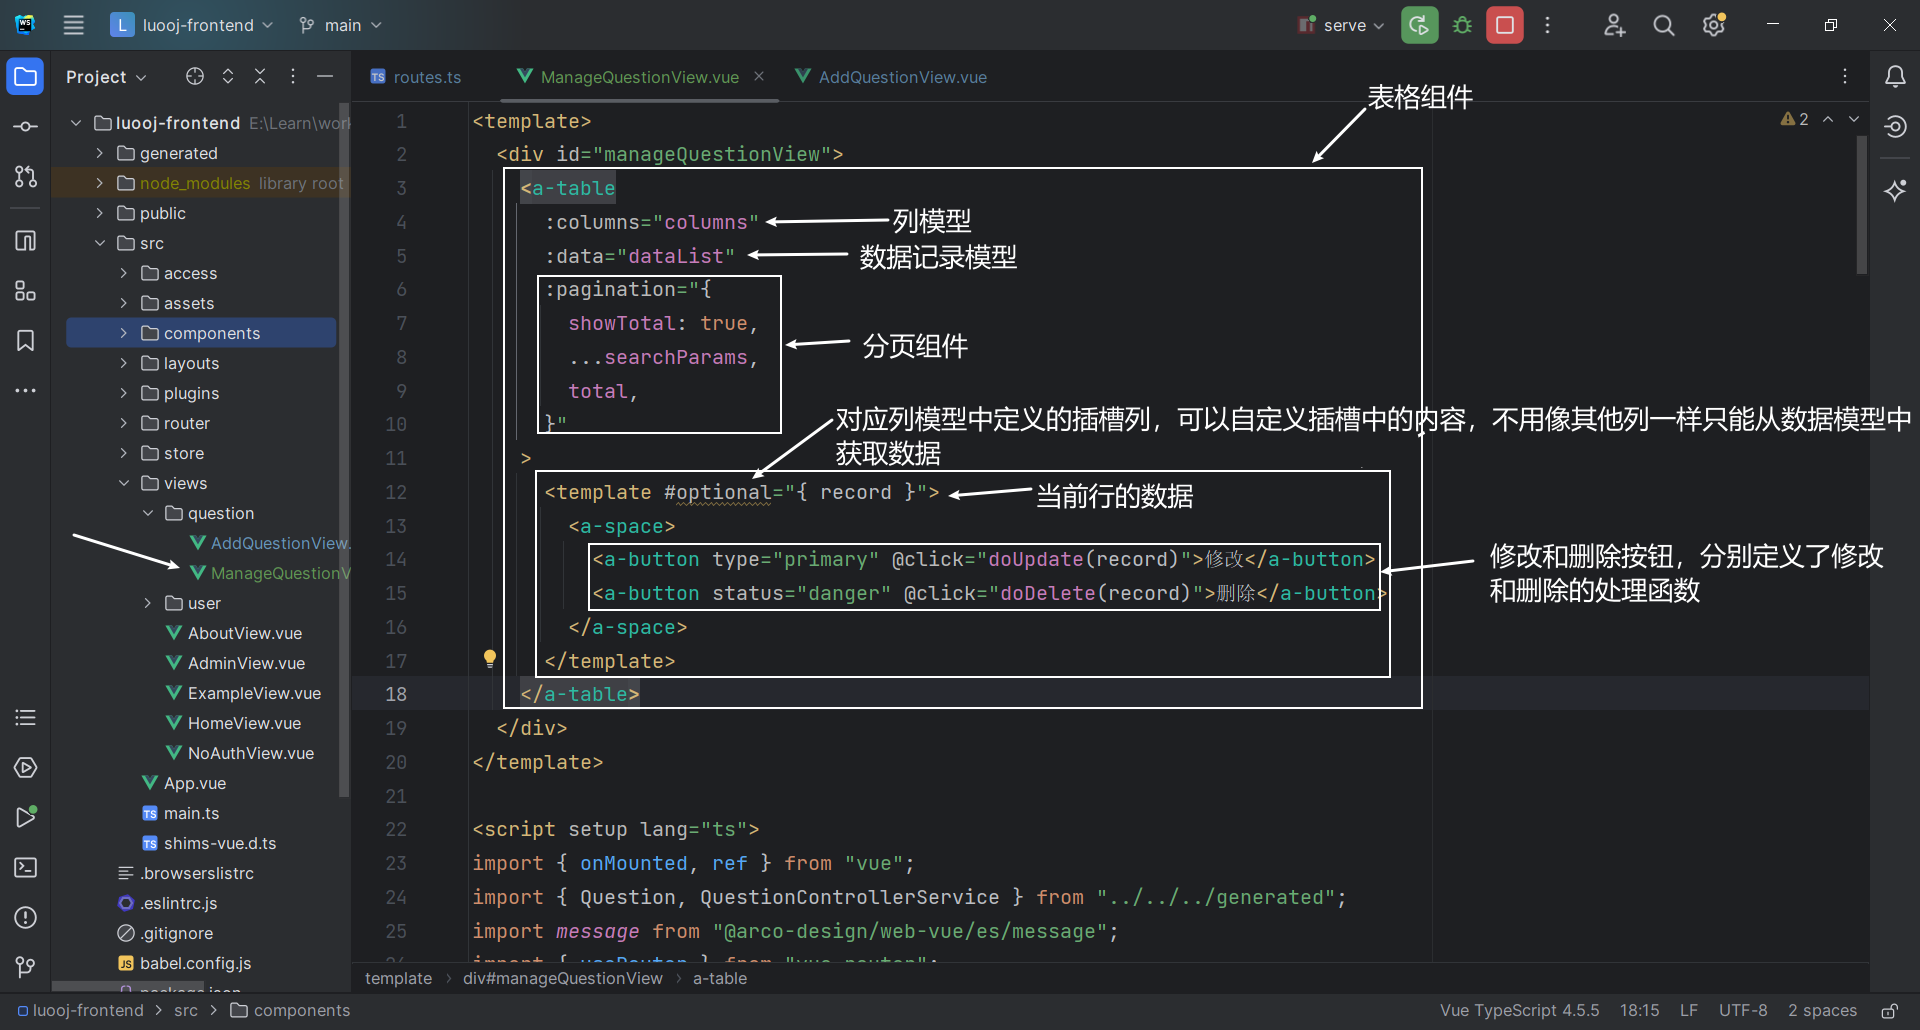 luooj-frontend
main
serve
Project
routes.ts
ManageQuestionView.vue
AddQuestionView.vue
luooj-frontend E:\Learn\work
generated
node_modules library root
public
src
access
assets
components
layouts
plugins
router
store
views
question
AddQuestionView.
ManageQuestionV
user
AboutView.vue
AdminView.vue
ExampleView.vue
HomeView.vue
NoAuthView.vue
App.vue
main.ts
shims-vue.d.ts
.browserslistrc
.eslintrc.js
.gitignore
babel.config.js
package.json
表格组件
2
1 <template>
2 <div id="manageQuestionView">
3 <a-table
4 :columns="columns"
列模型
5 :data="dataList"
数据记录模型
6 :pagination="{
7 showTotal: true,
8 ...searchParams,
分页组件
9 total,
10 }"
对应列模型中定义的插槽列，可以自定义插槽中的内容，不用像其他列一样只能从数据模型中
获取数据
11 >
12 <template #optional="{ record }">
当前行的数据
13 <a-space>
14 <a-button type="primary" @click="doUpdate(record)">修改</a-button>
15 <a-button status="danger" @click="doDelete(record)">删除</a-button>
修改和删除按钮，分别定义了修改
和删除的处理函数
16 </a-space>
17 </template>
18 </a-table>
19 </div>
20 </template>
21
22 <script setup lang="ts">
23 import { onMounted, ref } from "vue";
24 import { Question, QuestionControllerService } from "../../../generated";
25 import message from "@arco-design/web-vue/es/message";
26 import { useRouter } from "vue-router";
template > div#manageQuestionView > a-table
luooj-frontend > src > components
Vue TypeScript 4.5.5 18:15 LF UTF-8 2 spaces